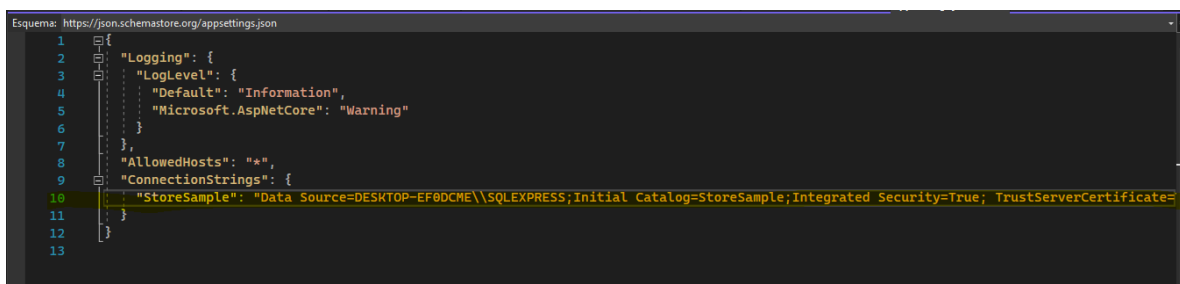 Esquema: https://json.schemastore.org/appsettings.json
1 {
2 "Logging": {
3 "LogLevel": {
4 "Default": "Information",
5 "Microsoft.AspNetCore": "Warning"
6 }
7 },
8 "AllowedHosts": "*",
9 "ConnectionStrings": {
10 "StoreSample": "Data Source=DESKTOP-EF0DCME\\SQLEXPRESS;Initial Catalog=StoreSample;Integrated Security=True; TrustServerCertificate=
11 }
12 }
13